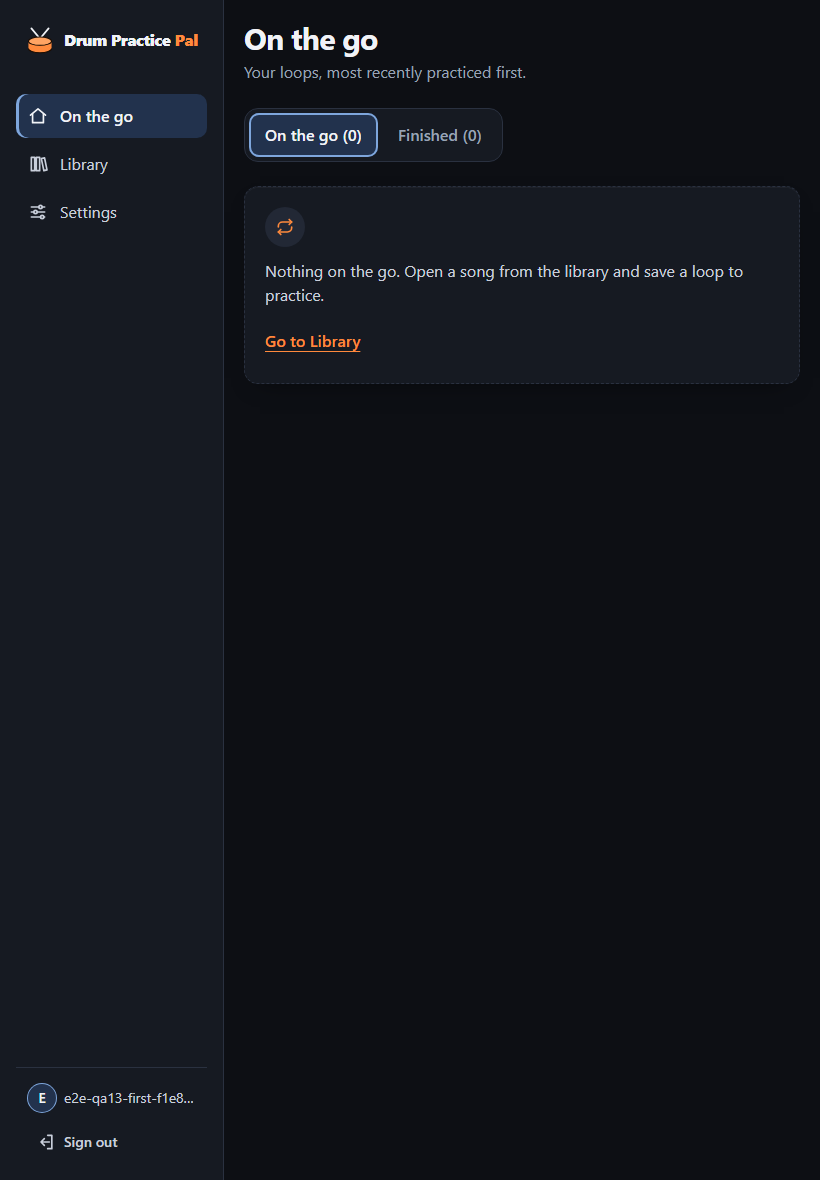 Drum Practice Pal
On the go
Library
Settings
On the go
Your loops, most recently practiced first.
On the go (0)
Finished (0)
Nothing on the go. Open a song from the library and save a loop to
practice.
Go to Library
E
e2e-qa13-first-f1e8...
Sign out